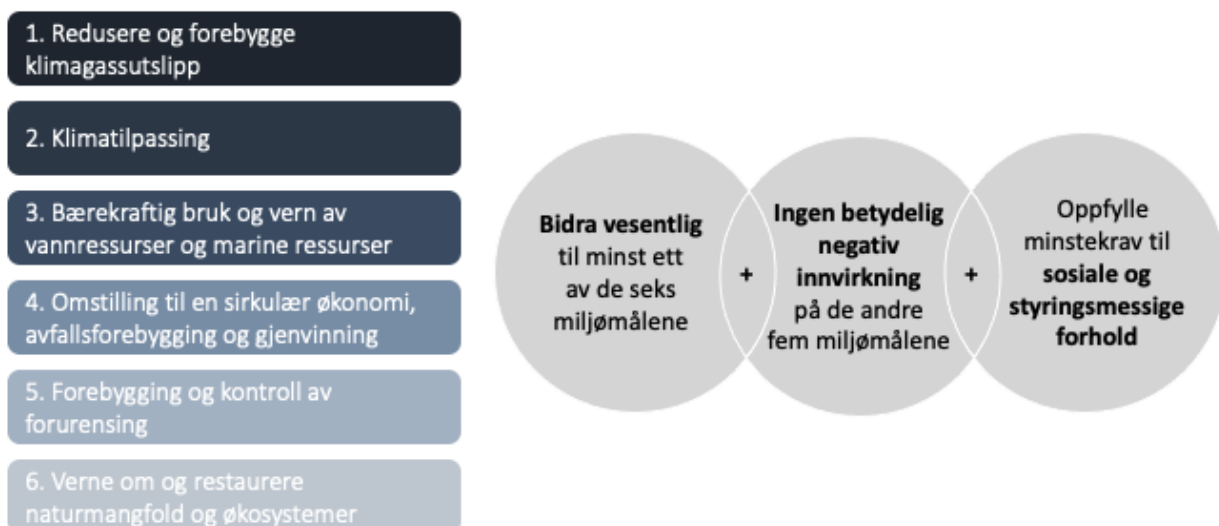 1. Redusere og forebygge
klimagassutslipp
2. Klimatilpassing
3. Bærekraftig bruk og vern av
vannressurser og marine ressurser
4. Omstilling til en sirkulær økonomi,
avfallsforebygging og gjenvinning
5. Forebygging og kontroll av
forurensing
6. Verne om og restaurere
naturmangfold og økosystemer
Bidra vesentlig
til minst ett
av de seks
miljømålene
+
Ingen betydelig
negativ
innvirkning
på de andre
fem miljømålene
+
Oppfylle
minstekrav til
sosiale og
styringsmessige
forhold